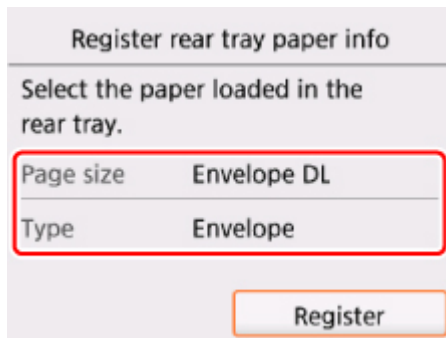 Register rear tray paper info
Select the paper loaded in the
rear tray.
Page size Envelope DL
Type Envelope
Register